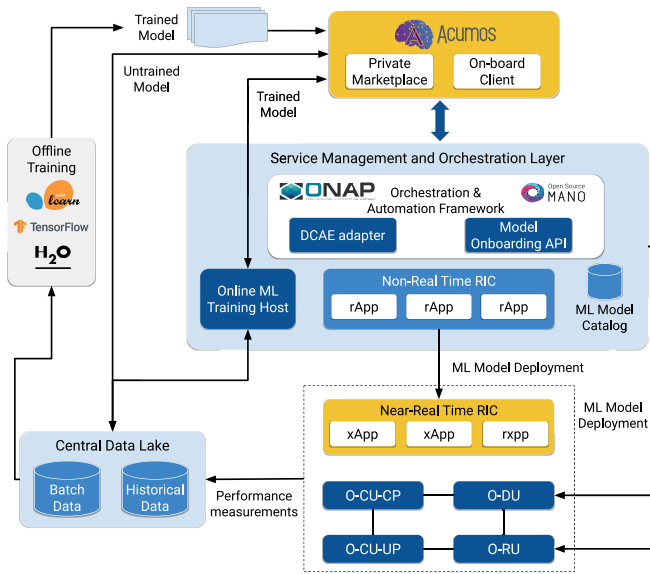 Trained
Model
Acumos
Untrained
Model
Private
Marketplace
On-board
Client
Trained
Model
Offline
Training
learn
TensorFlow
H2O
Service Management and Orchestration Layer
ONAP
Orchestration &
Automation Framework
Open Source
MANO
DCAE adapter
Model
Onboarding API
Online ML
Training Host
Non-Real Time RIC
rApp
rApp
rApp
ML Model
Catalog
ML Model Deployment
Near-Real Time RIC
xApp
xApp
rxpp
ML Model
Deployment
Central Data Lake
Batch
Data
Historical
Data
Performance
measurements
O-CU-CP
O-DU
O-CU-UP
O-RU